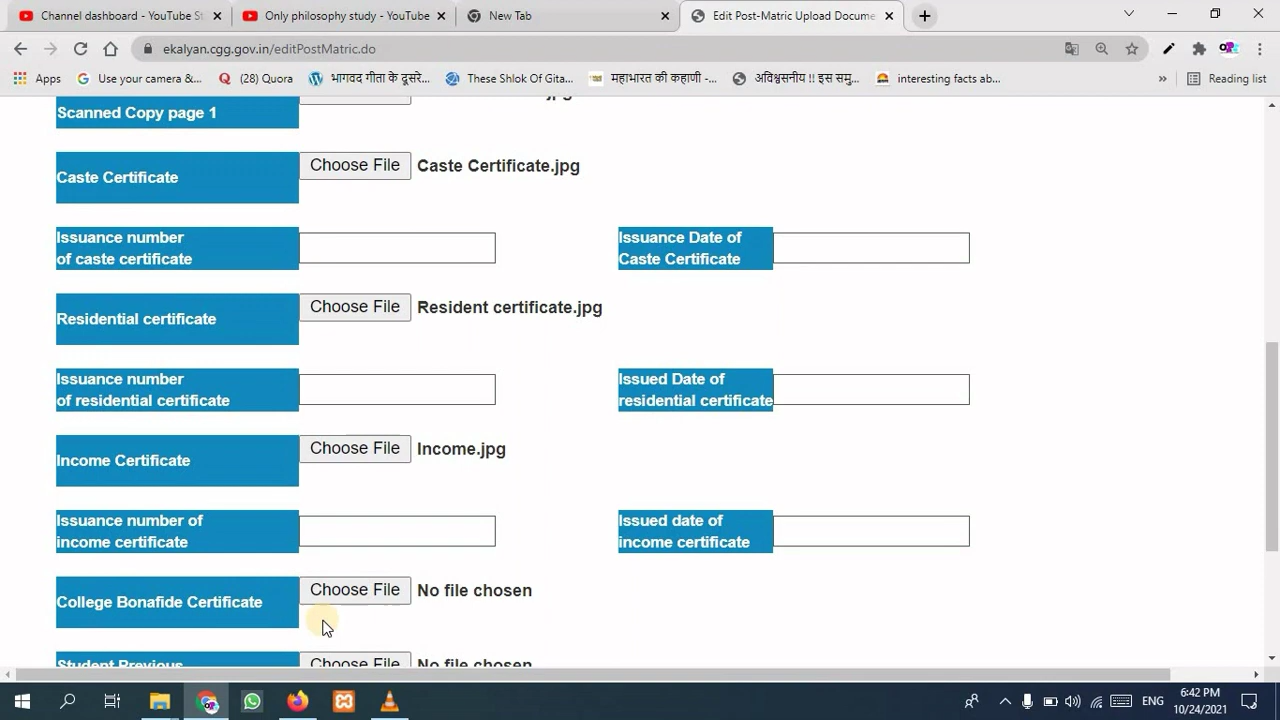 Channel dashboard - YouTube St
Only philosophy study - YouTube
New Tab
Edit Post-Matric Upload Docume
ekalyan.cgg.gov.in/editPostMatric.do
Apps
Use your camera &...
(28) Quora
भागवद गीता के दूसरे...
These Shlok Of Gita...
महाभारत की कहाणी -...
अविश्वसनीय !! इस समु...
interesting facts ab...
»
Reading list
Scanned Copy page 1
Caste Certificate
Choose File
Caste Certificate.jpg
Issuance number
of caste certificate
Issuance Date of
Caste Certificate
Residential certificate
Choose File
Resident certificate.jpg
Issuance number
of residential certificate
Issued Date of
residential certificate
Income Certificate
Choose File
Income.jpg
Issuance number of
income certificate
Issued date of
income certificate
College Bonafide Certificate
Choose File
No file chosen
Student Previous
Choose File
No file chosen
ENG
6:42 PM
10/24/2021